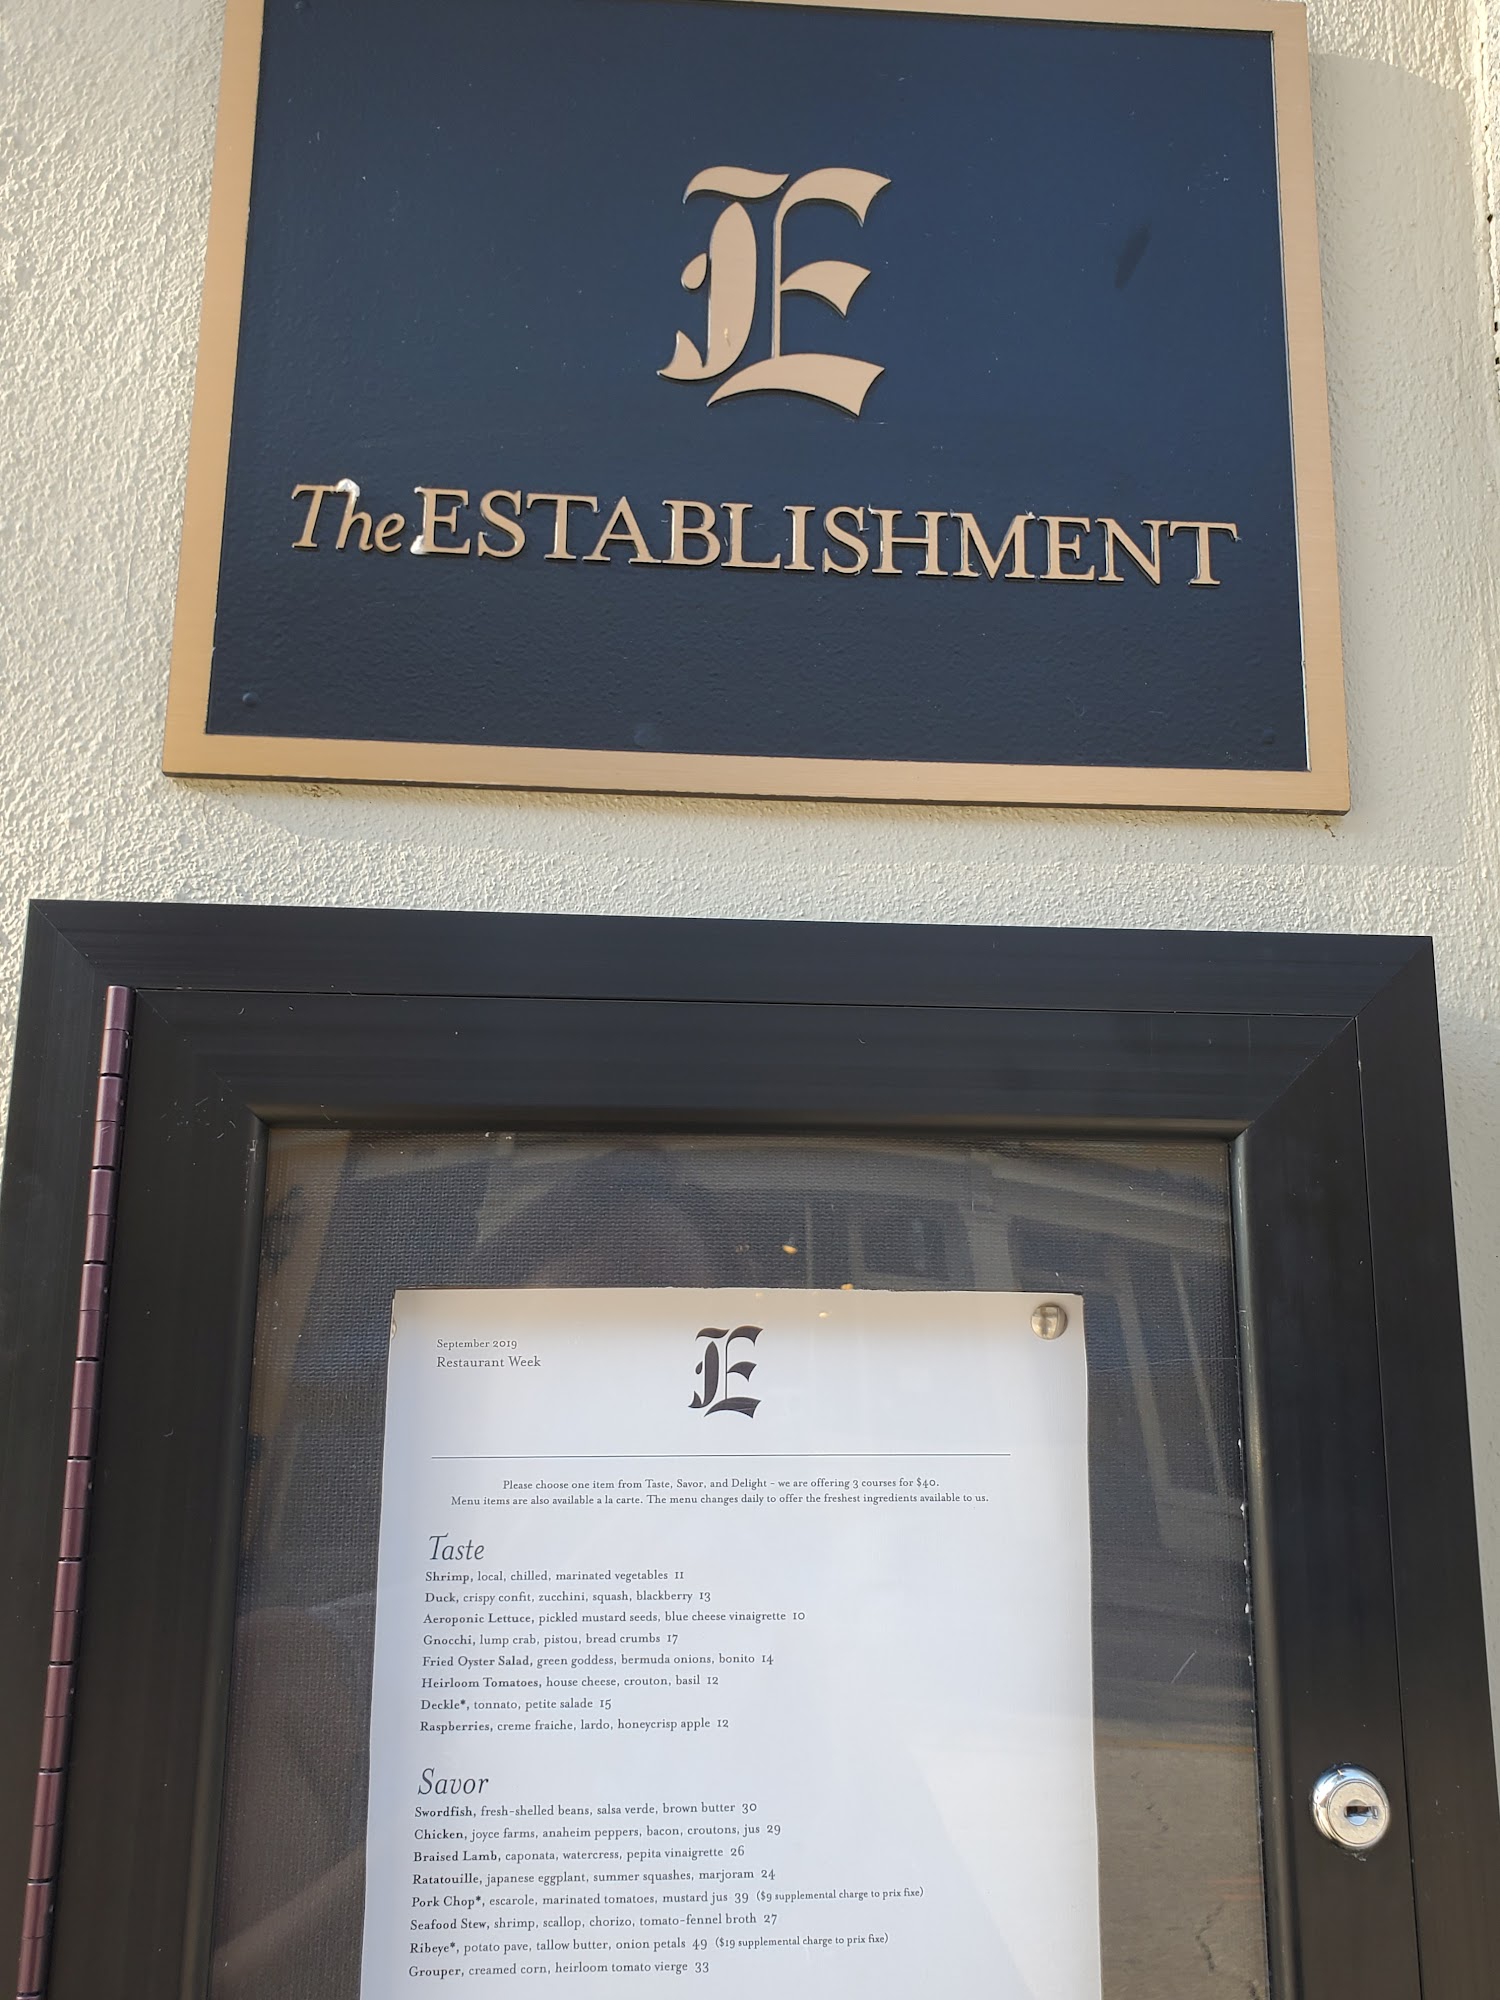 E
The ESTABLISHMENT
September 2019
Restaurant Week
E
Please choose one item from Taste, Savor, and Delight - we are offering 3 courses for $40.
Menu items are also available a la carte. The menu changes daily to offer the freshest ingredients available to us.
Taste
Shrimp, local, chilled, marinated vegetables 11
Duck, crispy confit, zucchini, squash, blackberry 13
Aeroponic Lettuce, pickled mustard seeds, blue cheese vinaigrette 10
Gnocchi, lump crab, pistou, bread crumbs 17
Fried Oyster Salad, green goddess, bermuda onions, bonito 14
Heirloom Tomatoes, house cheese, crouton, basil 12
Deckle*, tonnato, petite salade 15
Raspberries, creme fraiche, lardo, honeycrisp apple 12
Savor
Swordfish, fresh-shelled beans, salsa verde, brown butter 30
Chicken, joyce farms, anaheim peppers, bacon, croutons, jus 29
Braised Lamb, caponata, watercress, pepita vinaigrette 26
Ratatouille, japanese eggplant, summer squashes, marjoram 24
Pork Chop*, escarole, marinated tomatoes, mustard jus 39 ($9 supplemental charge to prix fixe)
Seafood Stew, shrimp, scallop, chorizo, tomato-fennel broth 27
Ribeye*, potato pave, tallow butter, onion petals 49 ($19 supplemental charge to prix fixe)
Grouper, creamed corn, heirloom tomato vierge 33